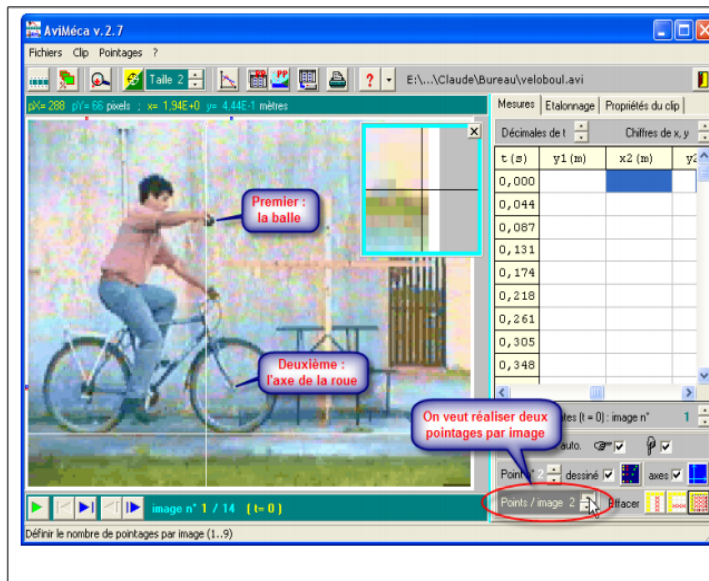 AviMéca v. 2.7
Fichiers Clip Pointages ?
Taille 2
E:\...\Claude\Bureau\veloboul.avi
pX= 288 pY= 66 pixels ; x= 1,94E+0 y= 4,44E-1 mètres
Mesures Etalonnage Propriétés du clip
Décimales de t Chiffres de x, y
t (s) y1 (m) x2 (m)
0,000
0,044
0,087
0,131
0,174
0,218
0,261
0,305
0,348
Premier :
la balle
Deuxième :
l'axe de la roue
On veut réaliser deux
pointages par image
(t = 0) : image n° 1
auto.
2 dessiné axes
Points / image 2 Effacer
image n° 1 / 14 ( t= 0 )
Définir le nombre de pointages par image (1..9)